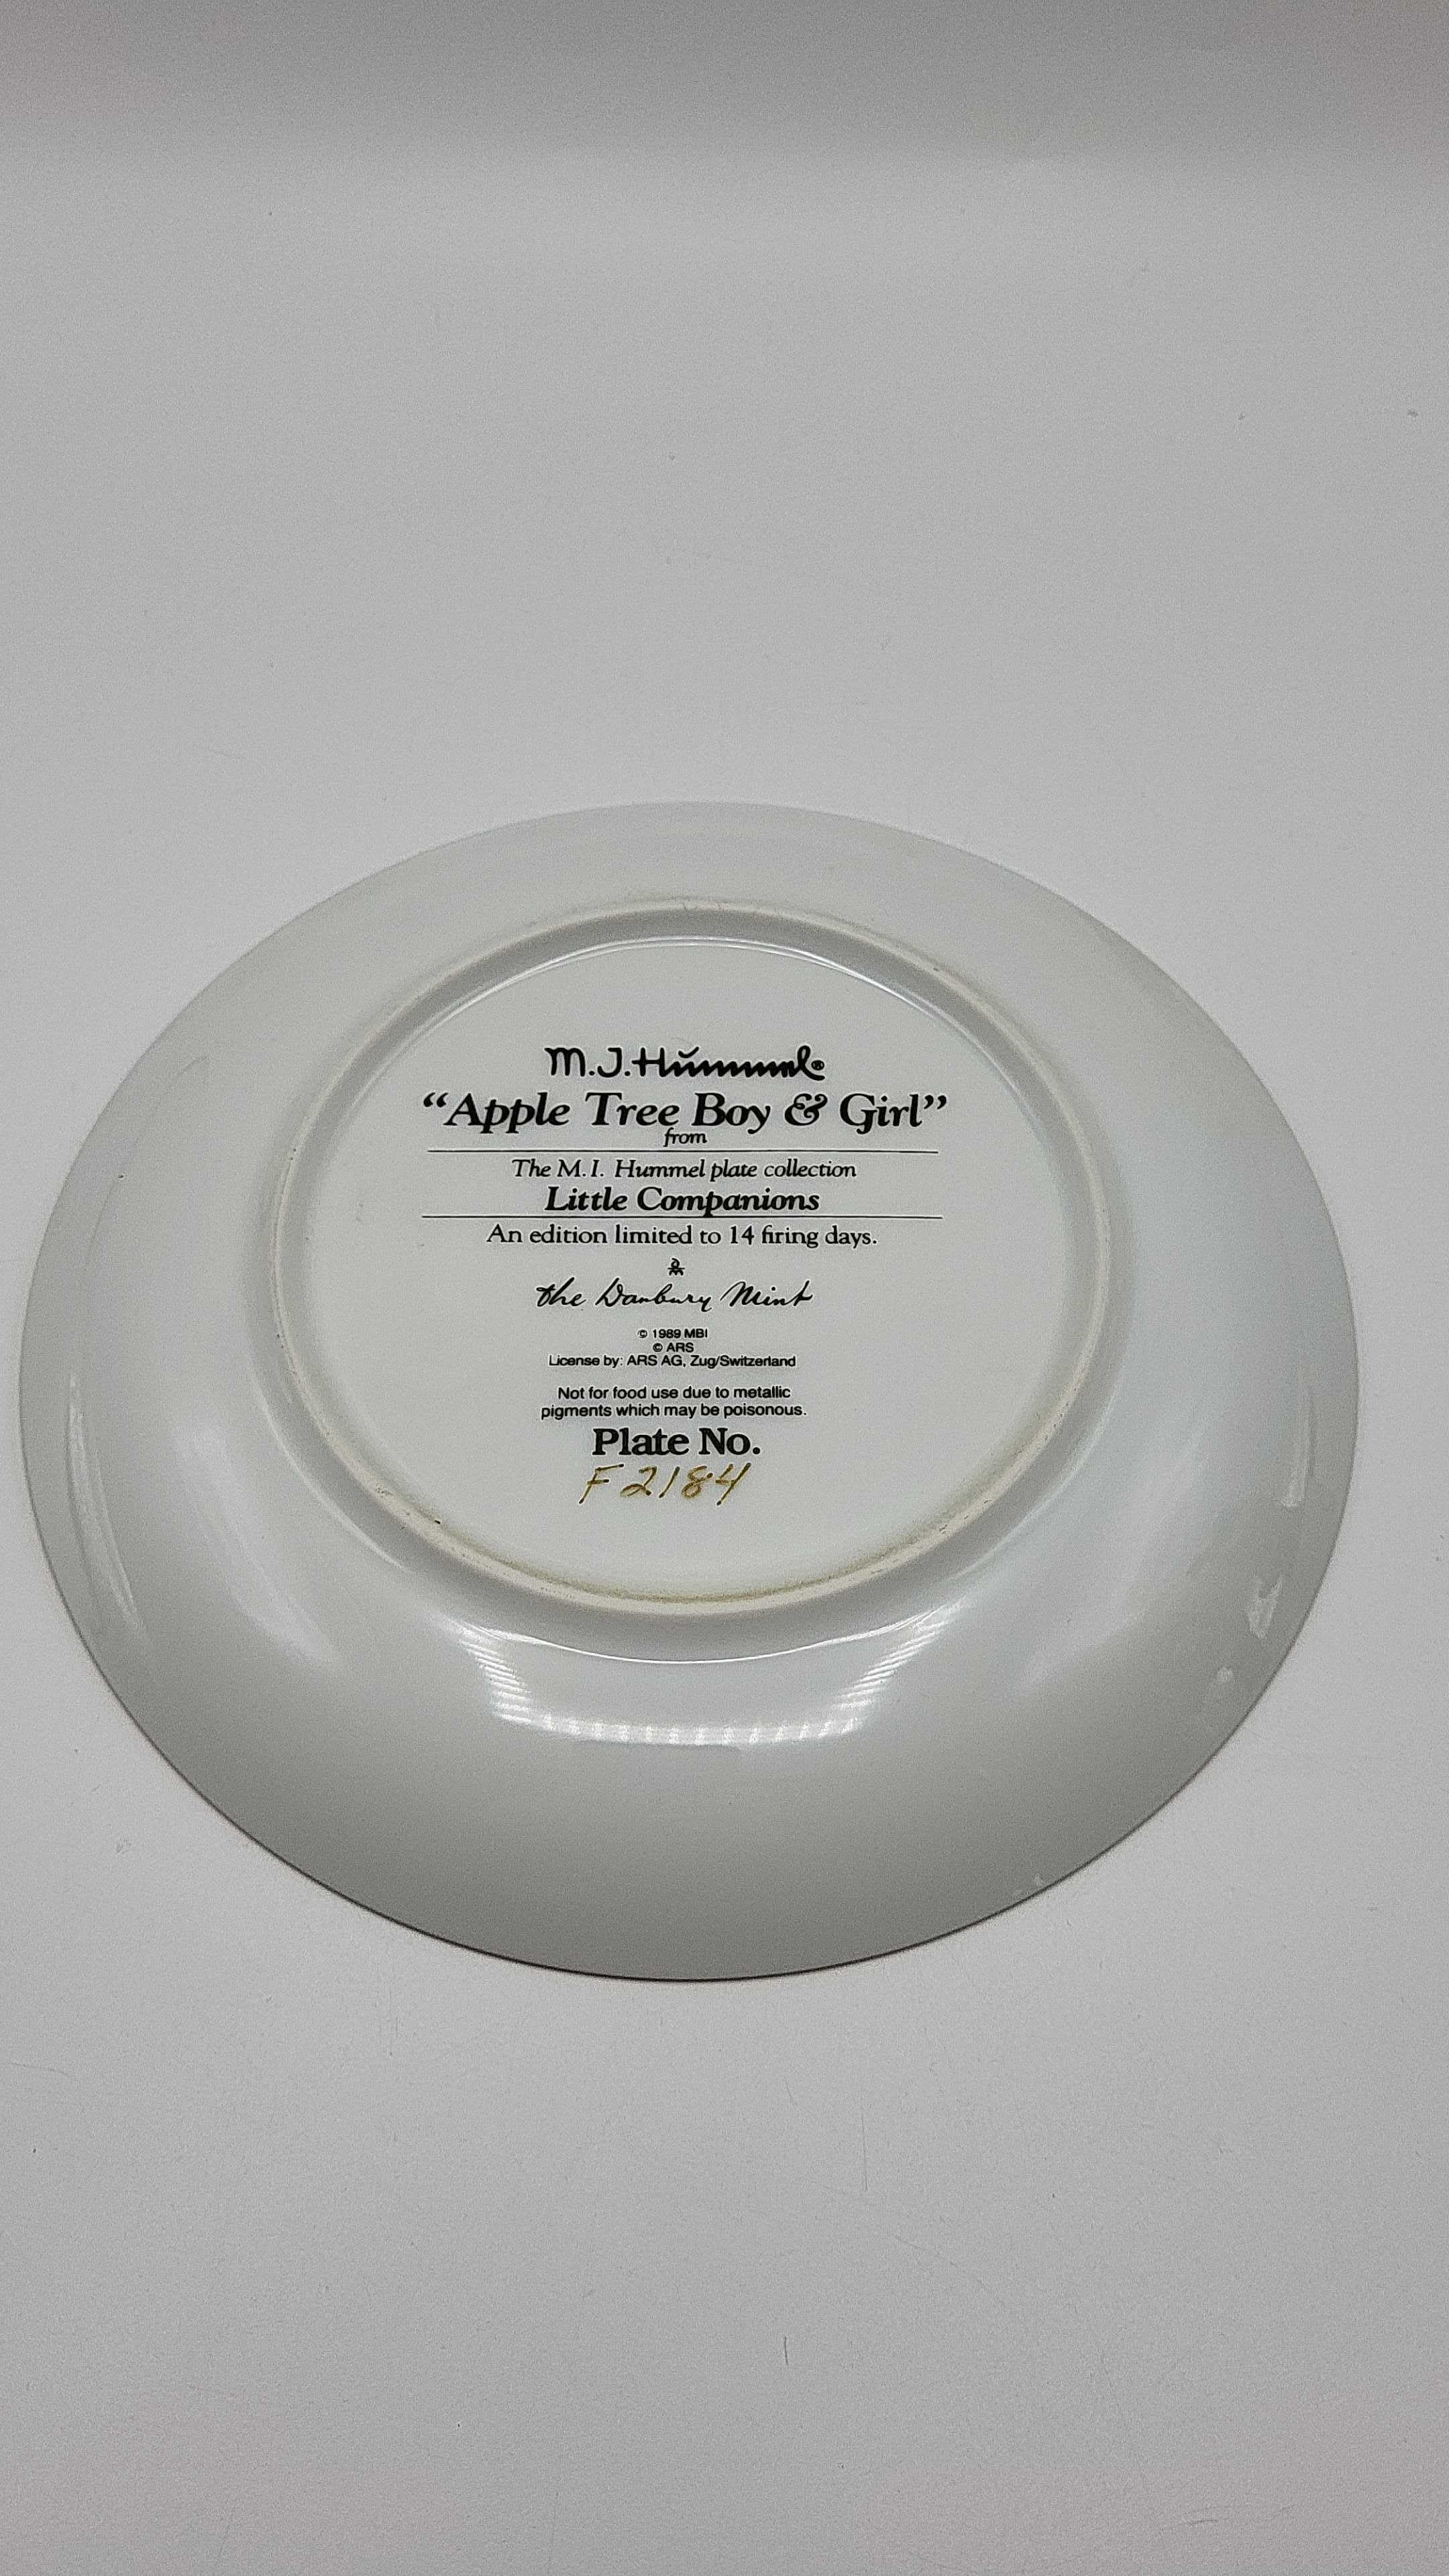 M.J.Hummel®
“Apple Tree Boy & Girl”
from
The M.I. Hummel plate collection
Little Companions
An edition limited to 14 firing days.
the Danbury Mint
© 1989 MBI
© ARS
License by: ARS AG, Zug/Switzerland
Not for food use due to metallic
pigments which may be poisonous.
Plate No.
F2184